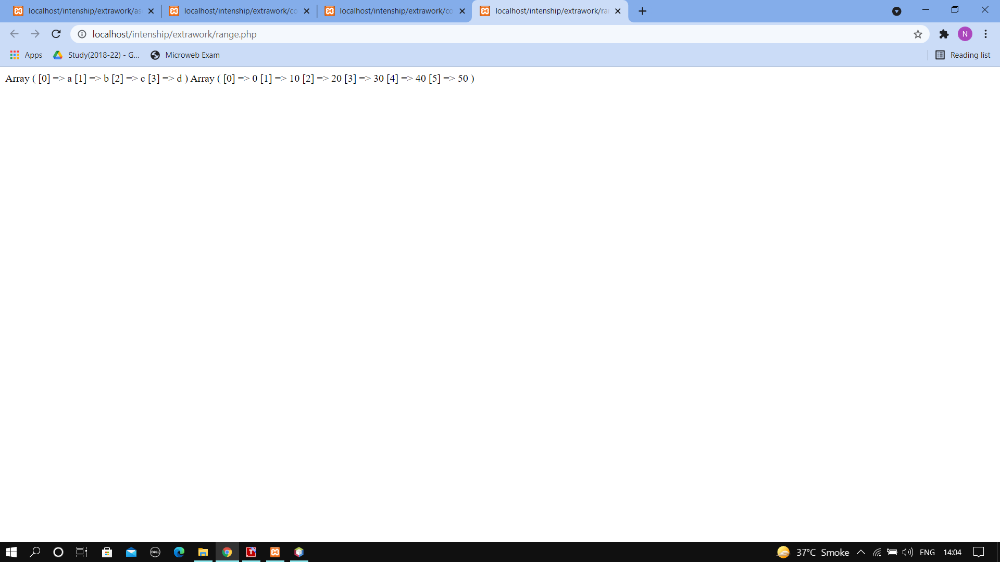 localhost/intenship/extrawork/as
localhost/intenship/extrawork/co
localhost/intenship/extrawork/co
localhost/intenship/extrawork/ra
localhost/intenship/extrawork/range.php
N
Apps
Study(2018-22) - G...
Microweb Exam
Reading list
Array ( [0] => a [1] => b [2] => c [3] => d ) Array ( [0] => 0 [1] => 10 [2] => 20 [3] => 30 [4] => 40 [5] => 50 )
DELL
T
37°C Smoke
ENG
14:04